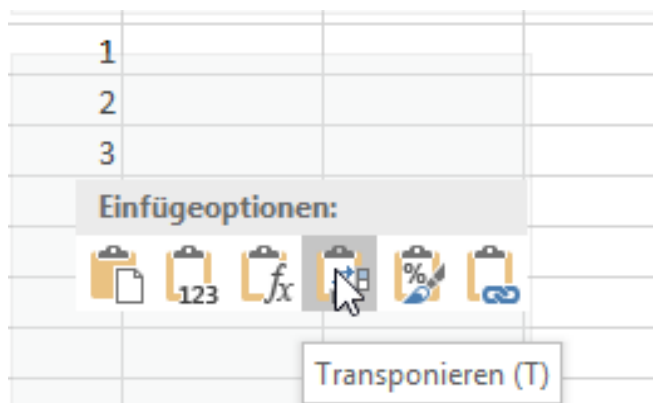 1
2
3
Einfügeoptionen:
123 fx %
Transponieren (T)